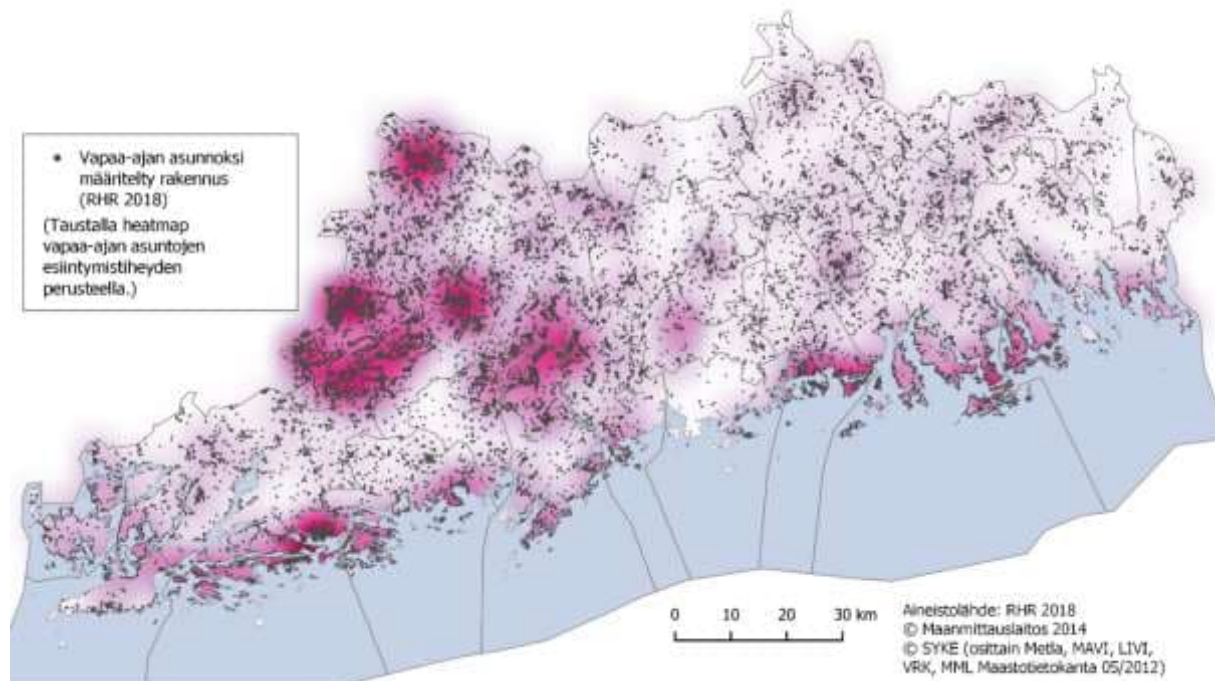 Vapaa-ajan asunnoksi
määritelty rakennus
(RHR 2018)
(Taustalla heatmap
vapaa-ajan asuntojen
esiintymistiheyden
perusteella.)
0 10 20 30 km
Aineistolähde: RHR 2018
© Maanmittauslaitos 2014
© SYKE (osittain Metla, MAVI, LIVI,
VRK, MML Maastotietokanta 05/2012)